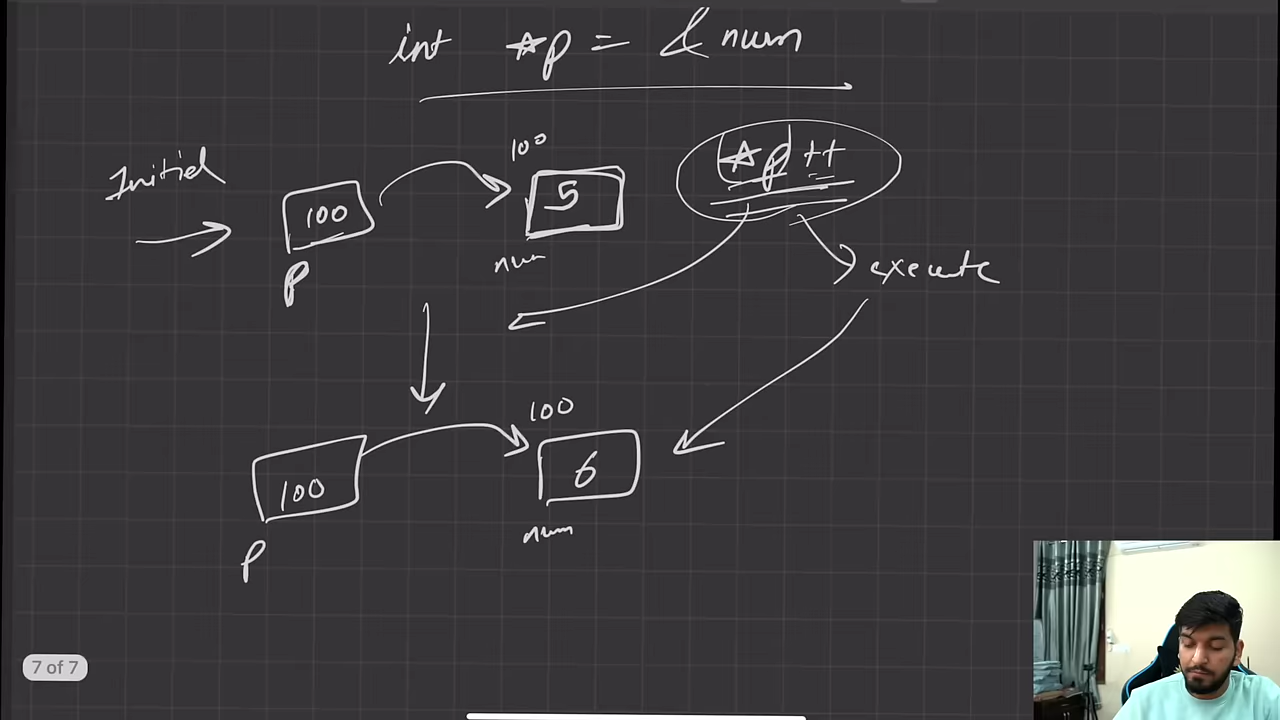 int *p = & num
Initial
100
p
100
5
num
(*p)++
execute
100
p
100
6
num
7 of 7